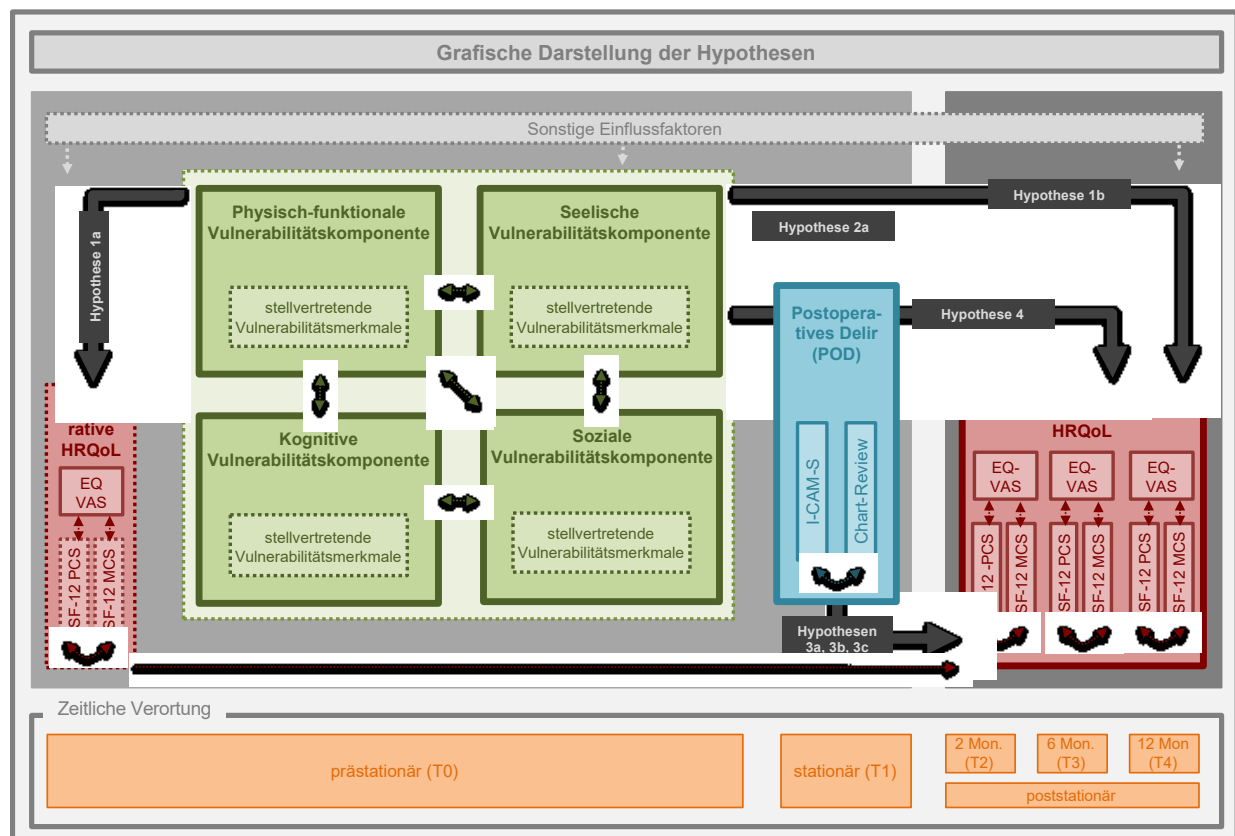 Grafische Darstellung der Hypothesen
Sonstige Einflussfaktoren
Hypothese 1a
Physisch-funktionale
Vulnerabilitätskomponente
stellvertretende
Vulnerabilitätsmerkmale
Seelische
Vulnerabilitätskomponente
stellvertretende
Vulnerabilitätsmerkmale
Hypothese 1b
Hypothese 2a
Hypothese 4
Postopera-
tives Delir
(POD)
I-CAM-S
Chart-Review
Kognitive
Vulnerabilitätskomponente
stellvertretende
Vulnerabilitätsmerkmale
Soziale
Vulnerabilitätskomponente
stellvertretende
Vulnerabilitätsmerkmale
rative
HRQoL
EQ
VAS
SF-12 PCS
SF-12 MCS
HRQoL
EQ-
VAS
EQ-
VAS
EQ-
VAS
12 -PCS
SF-12 MCS
SF-12 PCS
SF-12 MCS
SF-12 PCS
SF-12 MCS
Hypothesen
3a, 3b, 3c
Zeitliche Verortung
prästationär (T0)
stationär (T1)
2 Mon.
(T2)
6 Mon.
(T3)
12 Mon
(T4)
poststationär